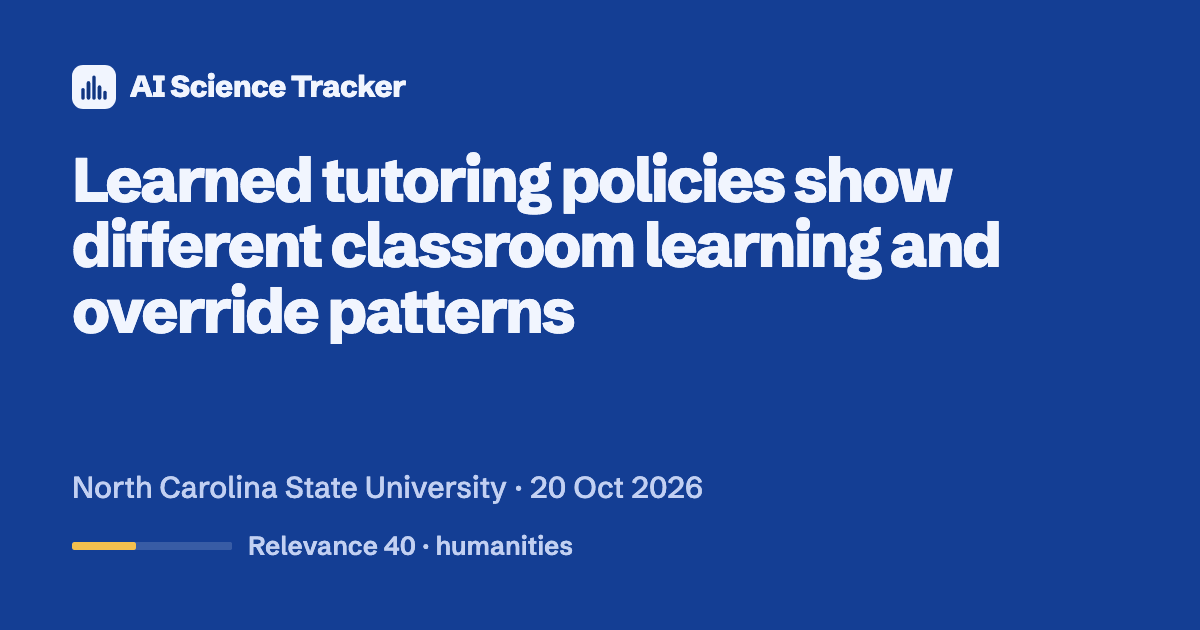 AI Science Tracker
Learned tutoring policies show
different classroom learning and
override patterns
North Carolina State University · 20 Oct 2026
Relevance 40 · humanities